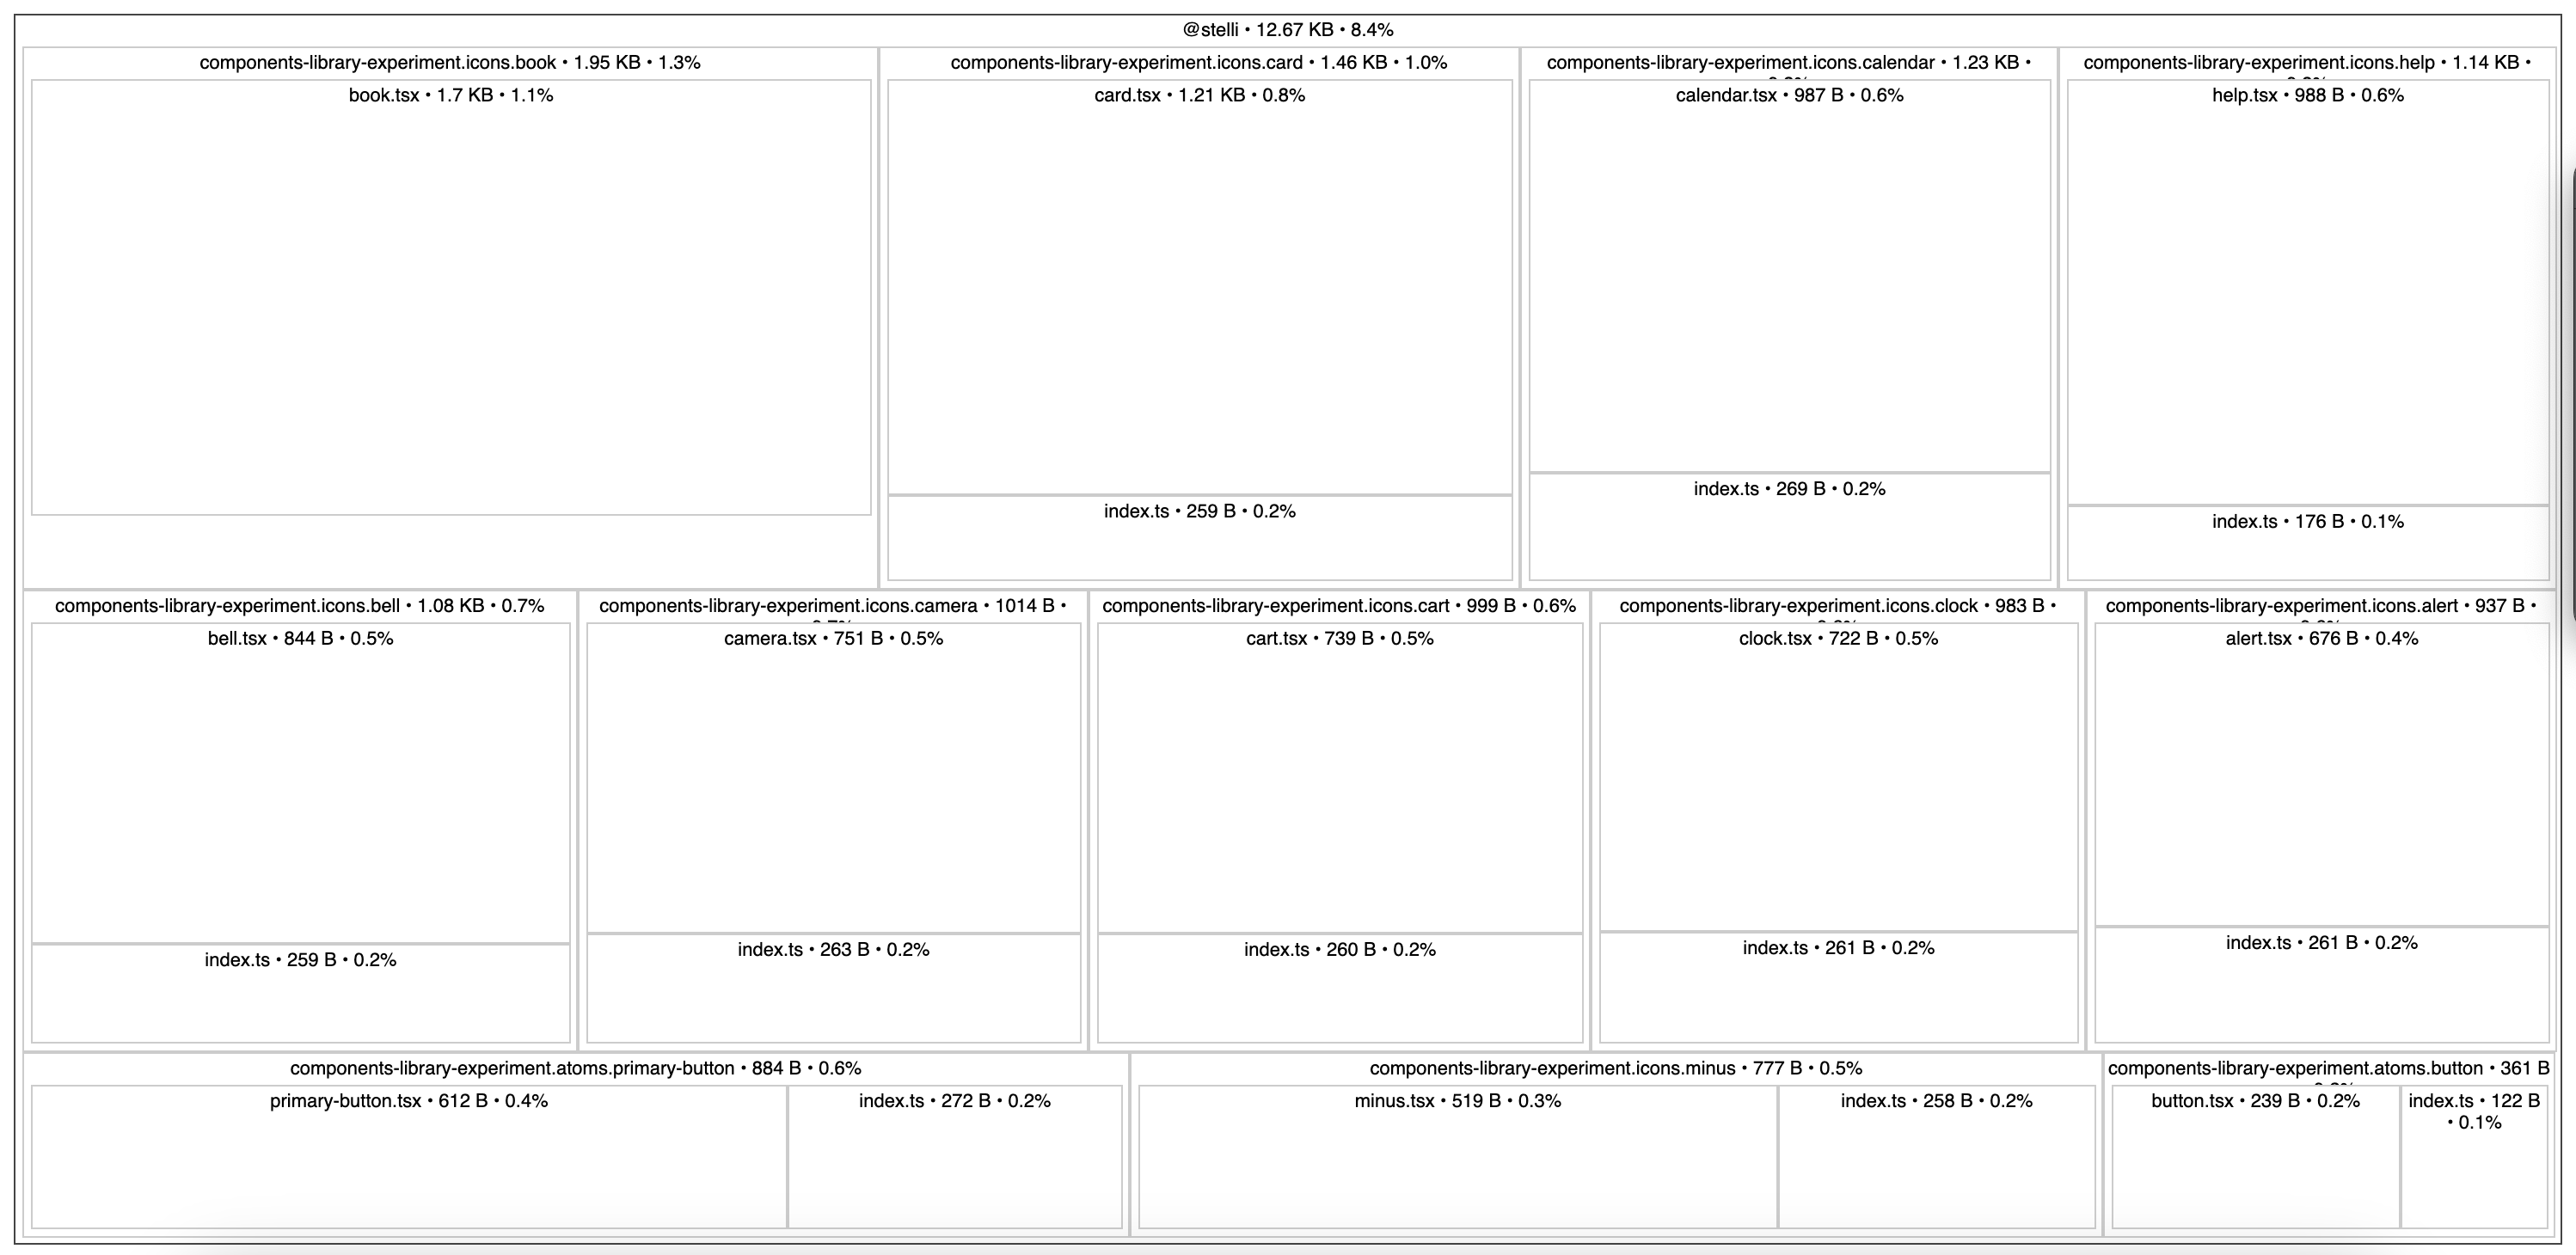 @stelli • 12.67 KB • 8.4%
components-library-experiment.icons.book • 1.95 KB • 1.3%
book.tsx • 1.7 KB • 1.1%
components-library-experiment.icons.card • 1.46 KB • 1.0%
card.tsx • 1.21 KB • 0.8%
index.ts • 259 B • 0.2%
components-library-experiment.icons.calendar • 1.23 KB •
calendar.tsx • 987 B • 0.6%
index.ts • 269 B • 0.2%
components-library-experiment.icons.help • 1.14 KB •
help.tsx • 988 B • 0.6%
index.ts • 176 B • 0.1%
components-library-experiment.icons.bell • 1.08 KB • 0.7%
bell.tsx • 844 B • 0.5%
index.ts • 259 B • 0.2%
components-library-experiment.icons.camera • 1014 B •
camera.tsx • 751 B • 0.5%
index.ts • 263 B • 0.2%
components-library-experiment.icons.cart • 999 B • 0.6%
cart.tsx • 739 B • 0.5%
index.ts • 260 B • 0.2%
components-library-experiment.icons.clock • 983 B •
clock.tsx • 722 B • 0.5%
index.ts • 261 B • 0.2%
components-library-experiment.icons.alert • 937 B •
alert.tsx • 676 B • 0.4%
index.ts • 261 B • 0.2%
components-library-experiment.atoms.primary-button • 884 B • 0.6%
primary-button.tsx • 612 B • 0.4%
index.ts • 272 B • 0.2%
components-library-experiment.icons.minus • 777 B • 0.5%
minus.tsx • 519 B • 0.3%
index.ts • 258 B • 0.2%
components-library-experiment.atoms.button • 361 B
button.tsx • 239 B • 0.2%
index.ts • 122 B
• 0.1%